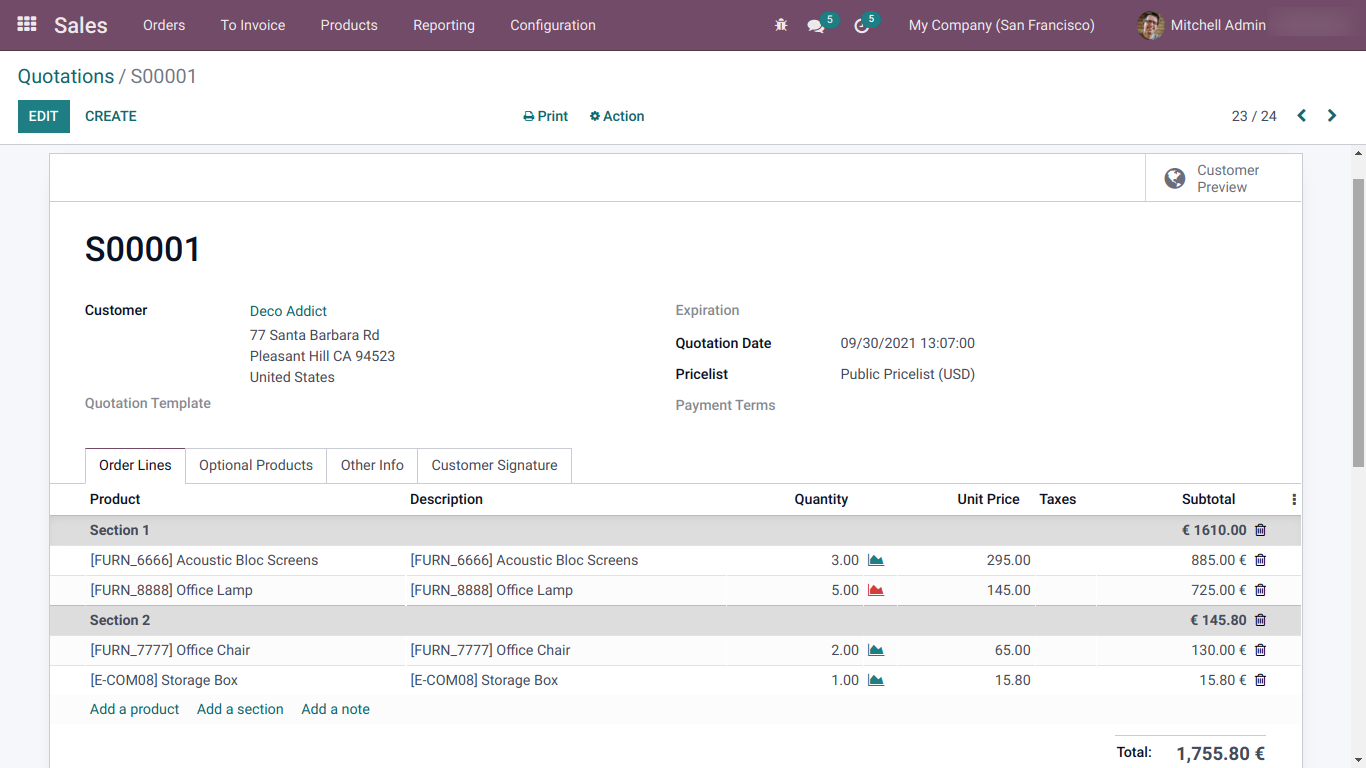 Sales Orders To Invoice Products Reporting Configuration 5 5 My Company (San Francisco) Mitchell Admin
Quotations / S00001
EDIT CREATE Print Action 23 / 24
Customer
Preview
S00001
Customer Deco Addict
77 Santa Barbara Rd
Pleasant Hill CA 94523
United States
Quotation Template
Expiration
Quotation Date 09/30/2021 13:07:00
Pricelist Public Pricelist (USD)
Payment Terms
Order Lines Optional Products Other Info Customer Signature
Product Description Quantity Unit Price Taxes Subtotal
Section 1 € 1610.00
[FURN_6666] Acoustic Bloc Screens [FURN_6666] Acoustic Bloc Screens 3.00 295.00 885.00 €
[FURN_8888] Office Lamp [FURN_8888] Office Lamp 5.00 145.00 725.00 €
Section 2 € 145.80
[FURN_7777] Office Chair [FURN_7777] Office Chair 2.00 65.00 130.00 €
[E-COM08] Storage Box [E-COM08] Storage Box 1.00 15.80 15.80 €
Add a product Add a section Add a note
Total: 1,755.80 €